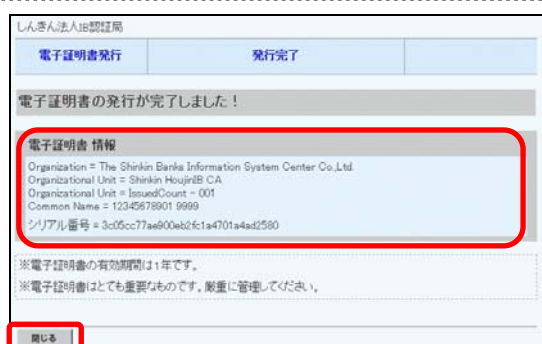 しんきん法人IB認証局
電子証明書発行 発行完了
電子証明書の発行が完了しました！
電子証明書 情報
Organization = The Shinkin Banks Information System Center Co.,Ltd.
Organizational Unit = Shinkin HoujinIB CA
Organizational Unit = IssuedCount - 001
Common Name = 12345678901 9999
シリアル番号 = 3c05cc77ae900eb2fc1a4701a4ad2580
※電子証明書の有効期間は1年です。
※電子証明書はとても重要なものです。厳重に管理してください。
閉じる